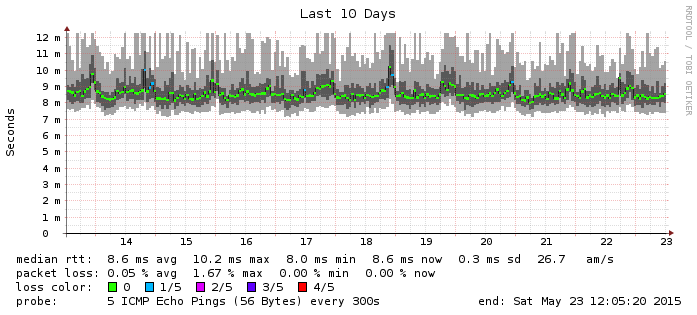 Last 10 Days
RRDTOOL / TOBI OETIKER
Seconds
12 m
11 m
10 m
9 m
8 m
7 m
6 m
5 m
4 m
3 m
2 m
1 m
0
14 15 16 17 18 19 20 21 22 23
median rtt: 8.6 ms avg 10.2 ms max 8.0 ms min 8.6 ms now 0.3 ms sd 26.7 am/s
packet loss: 0.05 % avg 1.67 % max 0.00 % min 0.00 % now
loss color: 0 1/5 2/5 3/5 4/5
probe: 5 ICMP Echo Pings (56 Bytes) every 300s end: Sat May 23 12:05:20 2015